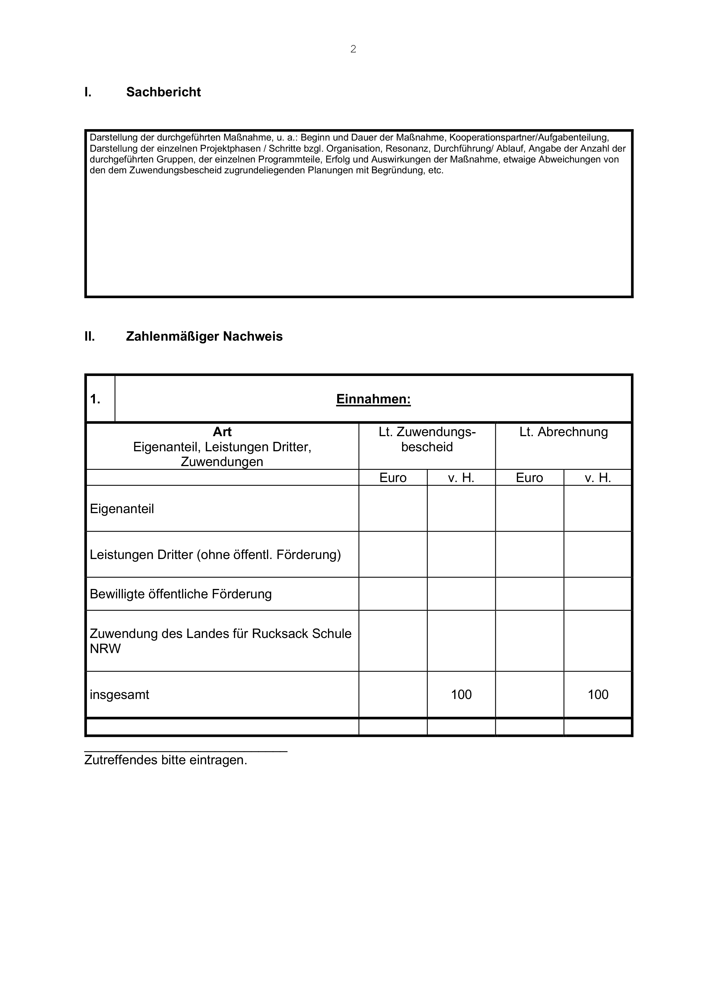 2
I. Sachbericht
Darstellung der durchgeführten Maßnahme, u. a.: Beginn und Dauer der Maßnahme, Kooperationspartner/Aufgabenteilung,
Darstellung der einzelnen Projektphasen / Schritte bzgl. Organisation, Resonanz, Durchführung/ Ablauf, Angabe der Anzahl der
durchgeführten Gruppen, der einzelnen Programmteile, Erfolg und Auswirkungen der Maßnahme, etwaige Abweichungen von
den dem Zuwendungsbescheid zugrundeliegenden Planungen mit Begründung, etc.
II. Zahlenmäßiger Nachweis
1. Einnahmen:
Art Lt. Zuwendungs- Lt. Abrechnung
Eigenanteil, Leistungen Dritter, bescheid
Zuwendungen
Euro v. H. Euro v. H.
Eigenanteil
Leistungen Dritter (ohne öffentl. Förderung)
Bewilligte öffentliche Förderung
Zuwendung des Landes für Rucksack Schule
NRW
insgesamt 100 100
Zutreffendes bitte eintragen.